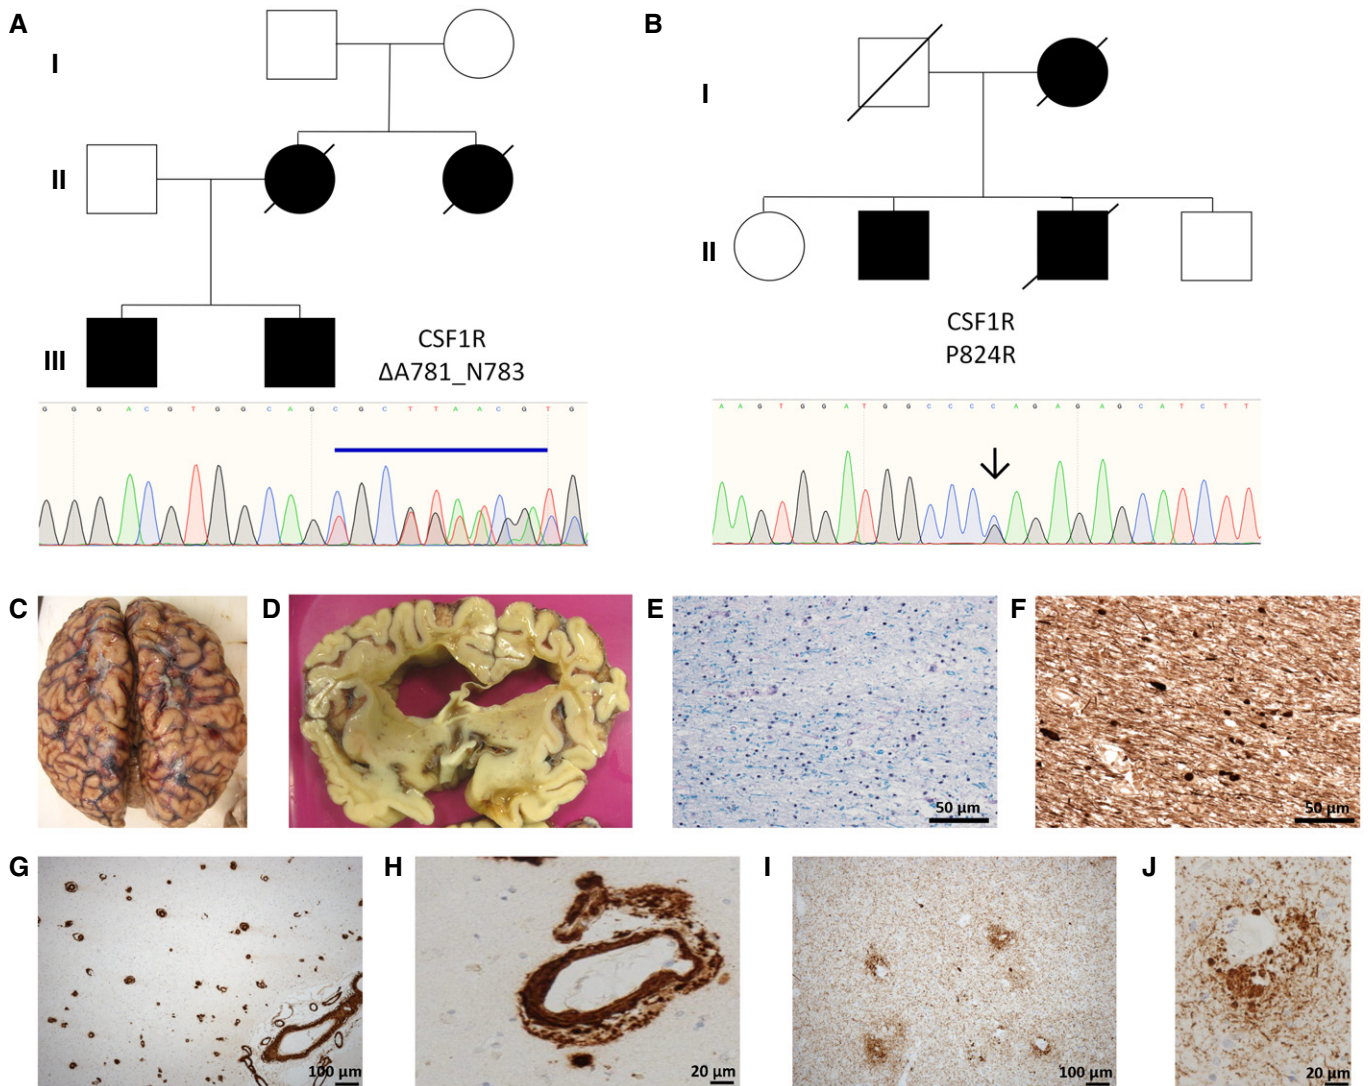 A
B
I
II
III
CSF1R
ΔA781_N783
G G G A C G T G G C A G C G C T T A A C G T G
I
II
CSF1R
P824R
A A G T G G A T G G C C C C A G A G A G C A T C T T
C
D
E
50 µm
F
50 µm
G
100 µm
H
20 µm
I
100 µm
J
20 µm